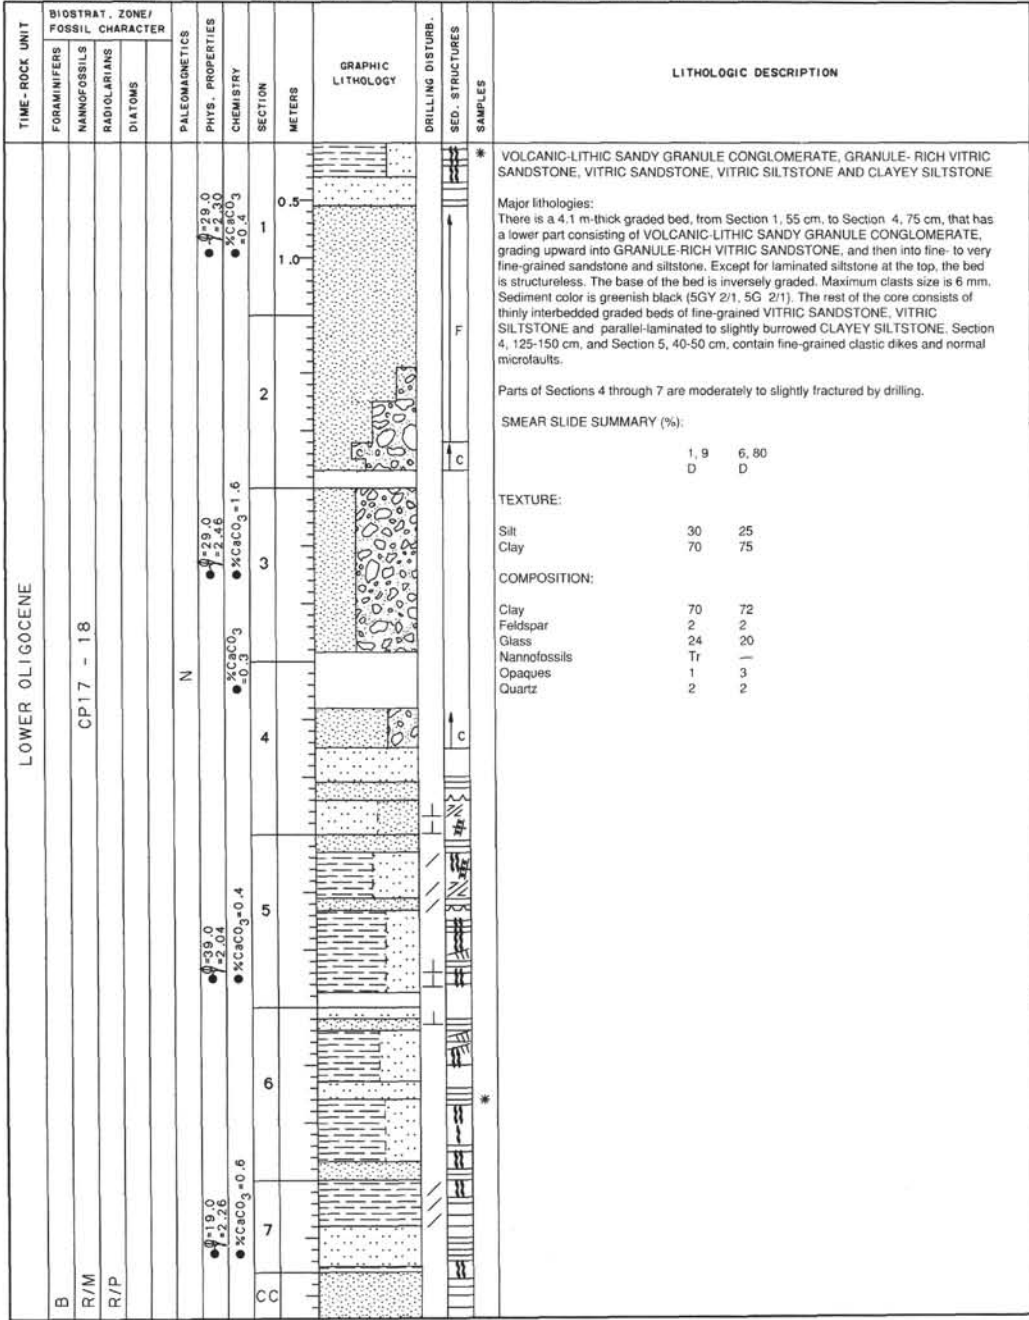 TIME-ROCK UNIT
BIOSTRAT. ZONE/
FOSSIL CHARACTER
FORAMINIFERS
NANNOFOSSILS
RADIOLARIANS
DIATOMS
PALEOMAGNETICS
PHYS. PROPERTIES
CHEMISTRY
SECTION
METERS
GRAPHIC
LITHOLOGY
DRILLING DISTURB.
SED. STRUCTURES
SAMPLES
LITHOLOGIC DESCRIPTION
LOWER OLIGOCENE
B
CP17 - 18
R/M
R/P
N
φ=29.0
γ=2.30
%CaCO3
=0.4
φ=29.0
γ=2.46
%CaCO3=1.6
%CaCO3
=0.3
φ=39.0
γ=2.04
%CaCO3=0.4
φ=19.0
γ=2.26
%CaCO3=0.6
1
2
3
4
5
6
7
CC
0.5
1.0
C
F
C
C
*
*
VOLCANIC-LITHIC SANDY GRANULE CONGLOMERATE, GRANULE- RICH VITRIC
SANDSTONE, VITRIC SANDSTONE, VITRIC SILTSTONE AND CLAYEY SILTSTONE
Major lithologies:
There is a 4.1 m-thick graded bed, from Section 1, 55 cm, to Section 4, 75 cm, that has
a lower part consisting of VOLCANIC-LITHIC SANDY GRANULE CONGLOMERATE,
grading upward into GRANULE-RICH VITRIC SANDSTONE, and then into fine- to very
fine-grained sandstone and siltstone. Except for laminated siltstone at the top, the bed
is structureless. The base of the bed is inversely graded. Maximum clasts size is 6 mm.
Sediment color is greenish black (5GY 2/1, 5G 2/1). The rest of the core consists of
thinly interbedded graded beds of fine-grained VITRIC SANDSTONE, VITRIC
SILTSTONE and parallel-laminated to slightly burrowed CLAYEY SILTSTONE. Section
4, 125-150 cm, and Section 5, 40-50 cm, contain fine-grained clastic dikes and normal
microfaults.
Parts of Sections 4 through 7 are moderately to slightly fractured by drilling.
SMEAR SLIDE SUMMARY (%):
1, 9 6, 80
D D
TEXTURE:
Silt 30 25
Clay 70 75
COMPOSITION:
Clay 70 72
Feldspar 2 2
Glass 24 20
Nannofossils Tr —
Opaques 1 3
Quartz 2 2